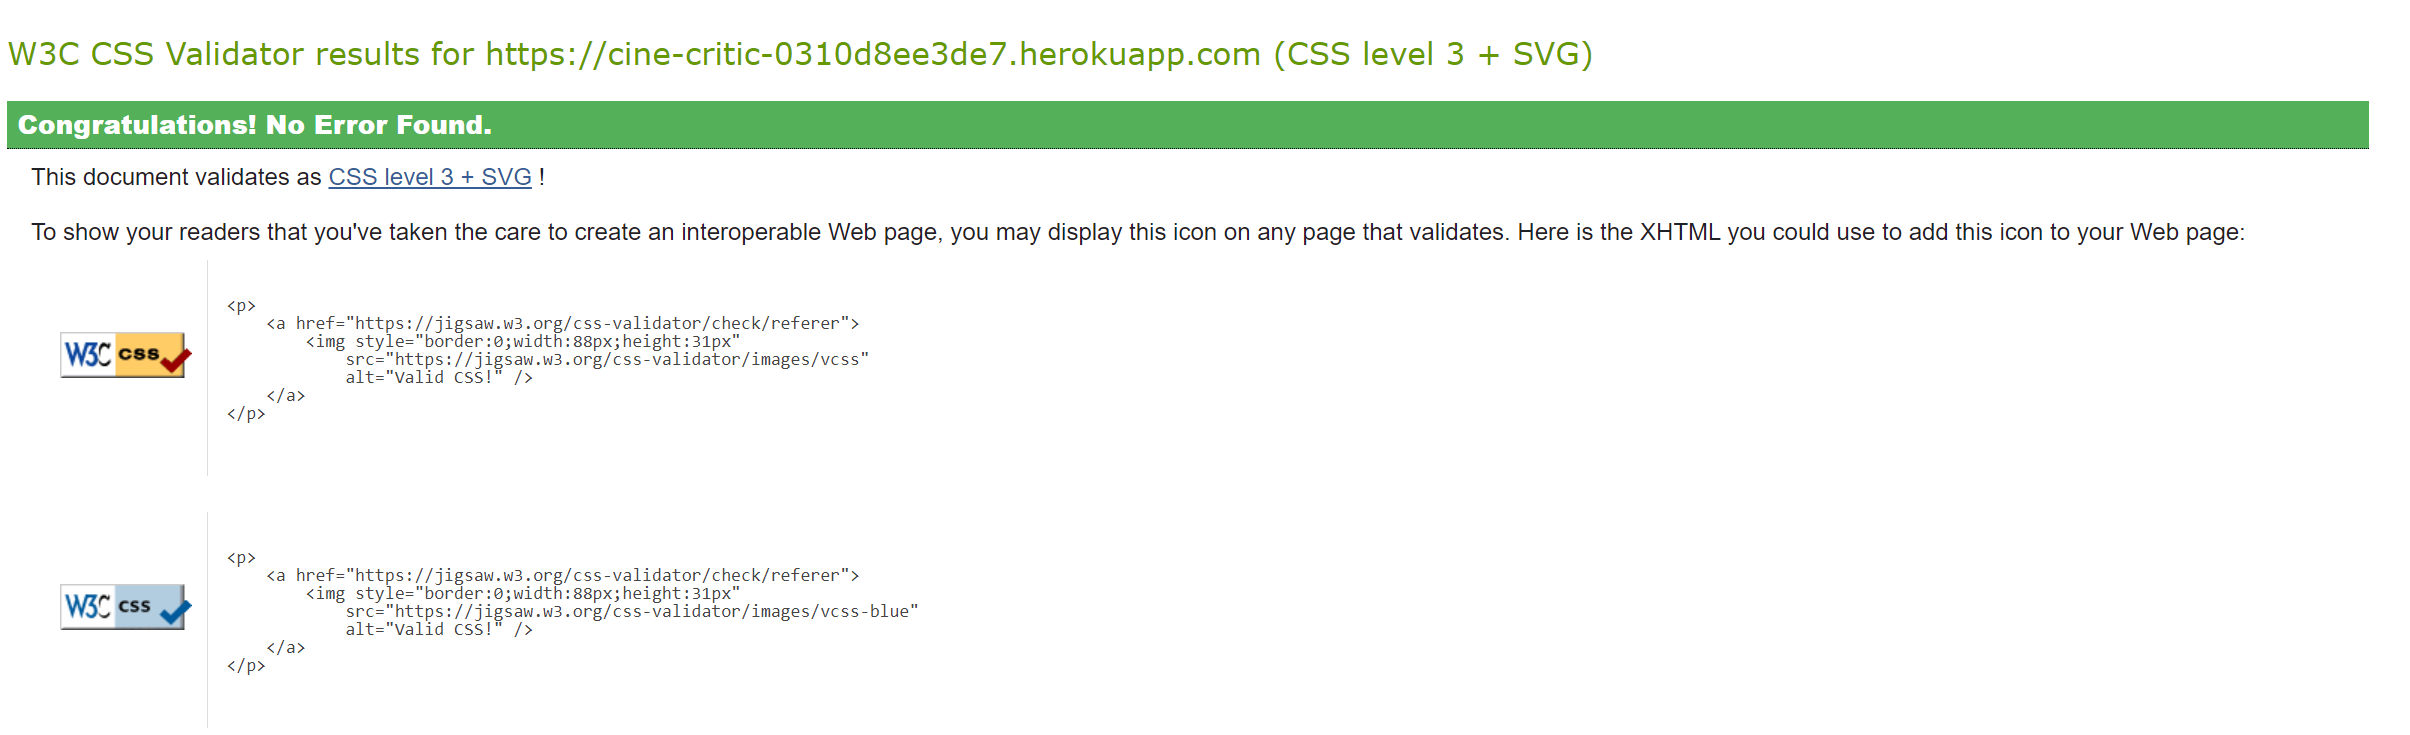 W3C CSS Validator results for https://cine-critic-0310d8ee3de7.herokuapp.com (CSS level 3 + SVG)
Congratulations! No Error Found.
This document validates as CSS level 3 + SVG !
To show your readers that you've taken the care to create an interoperable Web page, you may display this icon on any page that validates. Here is the XHTML you could use to add this icon to your Web page:
W3C css
<p>
<a href="https://jigsaw.w3.org/css-validator/check/referer">
<img style="border:0;width:88px;height:31px"
src="https://jigsaw.w3.org/css-validator/images/vcss"
alt="Valid CSS!" />
</a>
</p>
W3C css
<p>
<a href="https://jigsaw.w3.org/css-validator/check/referer">
<img style="border:0;width:88px;height:31px"
src="https://jigsaw.w3.org/css-validator/images/vcss-blue"
alt="Valid CSS!" />
</a>
</p>